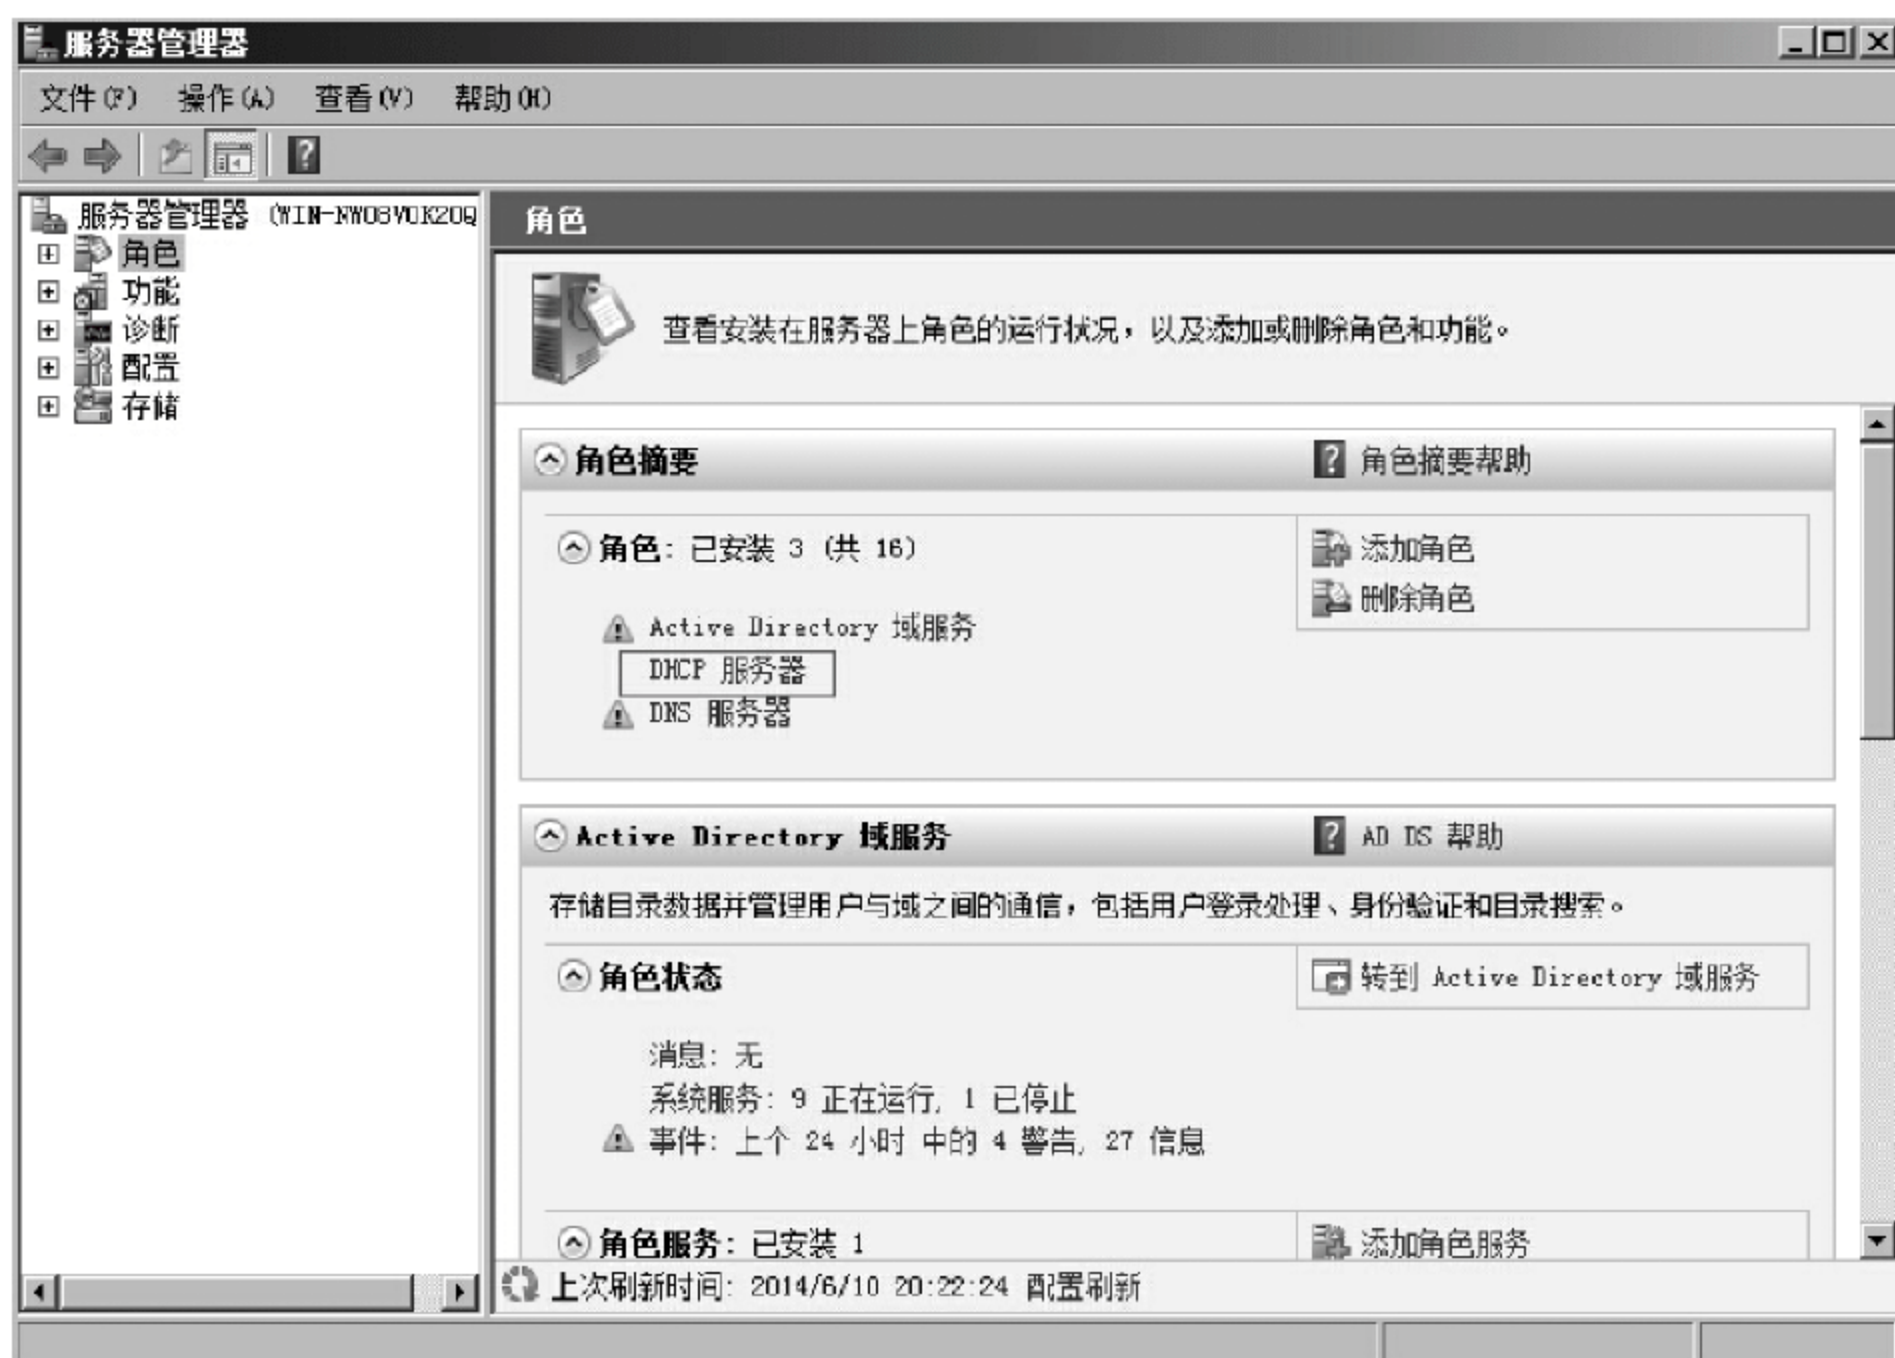 服务器管理器
文件(F) 操作(A) 查看(V) 帮助(H)
服务器管理器 (WIN-NWO3VOK2OQ
角色
功能
诊断
配置
存储
角色
查看安装在服务器上角色的运行状况，以及添加或删除角色和功能。
角色摘要
角色摘要帮助
角色: 已安装 3 (共 16)
添加角色
删除角色
Active Directory 域服务
DHCP 服务器
DNS 服务器
Active Directory 域服务
AD DS 帮助
存储目录数据并管理用户与域之间的通信，包括用户登录处理、身份验证和目录搜索。
角色状态
转到 Active Directory 域服务
消息: 无
系统服务: 9 正在运行, 1 已停止
事件: 上个 24 小时 中的 4 警告, 27 信息
角色服务: 已安装 1
添加角色服务
上次刷新时间: 2014/6/10 20:22:24 配置刷新